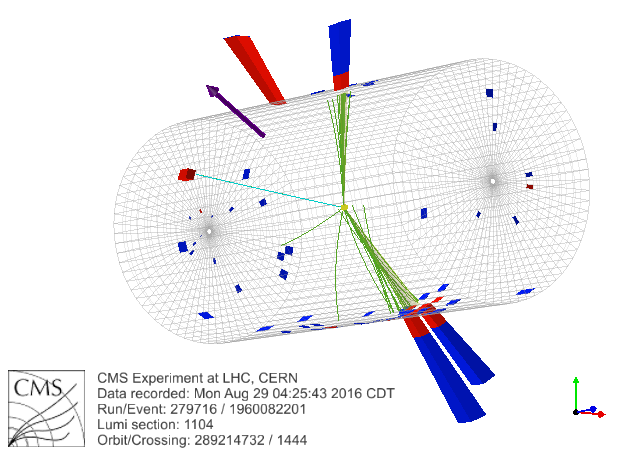 CMS
CMS Experiment at LHC, CERN
Data recorded: Mon Aug 29 04:25:43 2016 CDT
Run/Event: 279716 / 1960082201
Lumi section: 1104
Orbit/Crossing: 289214732 / 1444